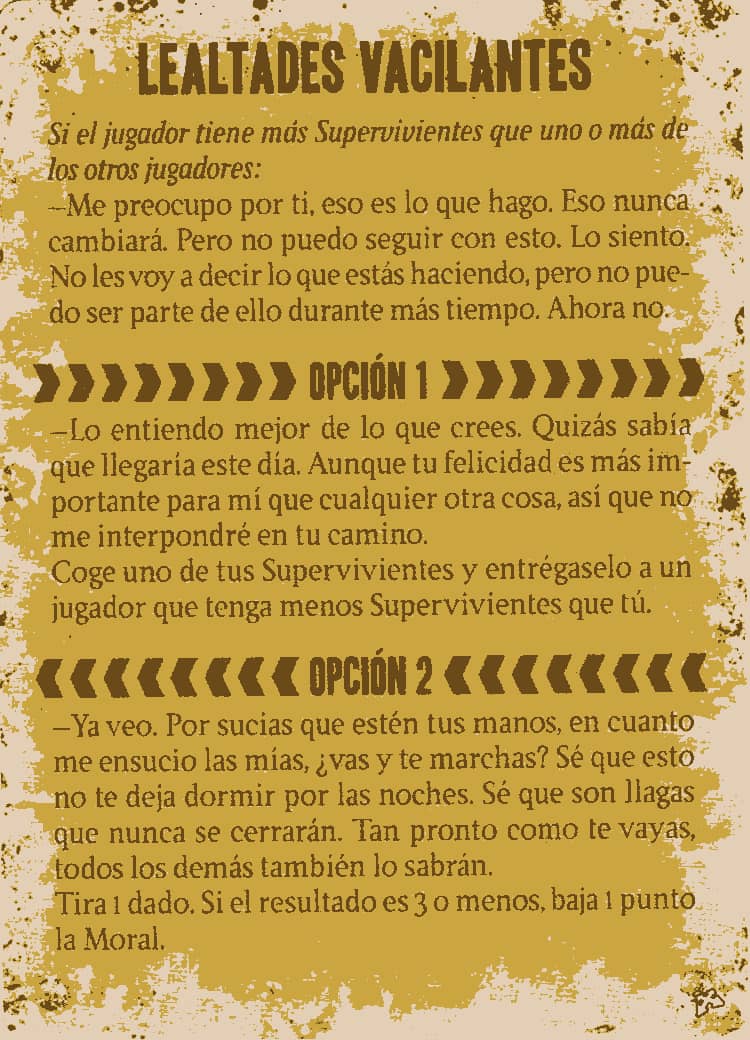 LEALTADES VACILANTES
Si el jugador tiene más Supervivientes que uno o más de
los otros jugadores:
–Me preocupo por ti, eso es lo que hago. Eso nunca
cambiará. Pero no puedo seguir con esto. Lo siento.
No les voy a decir lo que estás haciendo, pero no pue-
do ser parte de ello durante más tiempo. Ahora no.
OPCIÓN 1
–Lo entiendo mejor de lo que crees. Quizás sabía
que llegaría este día. Aunque tu felicidad es más im-
portante para mí que cualquier otra cosa, así que no
me interpondré en tu camino.
Coge uno de tus Supervivientes y entrégaselo a un
jugador que tenga menos Supervivientes que tú.
OPCIÓN 2
–Ya veo. Por sucias que estén tus manos, en cuanto
me ensucio las mías, ¿vas y te marchas? Sé que esto
no te deja dormir por las noches. Sé que son llagas
que nunca se cerrarán. Tan pronto como te vayas,
todos los demás también lo sabrán.
Tira 1 dado. Si el resultado es 3 o menos, baja 1 punto
la Moral.